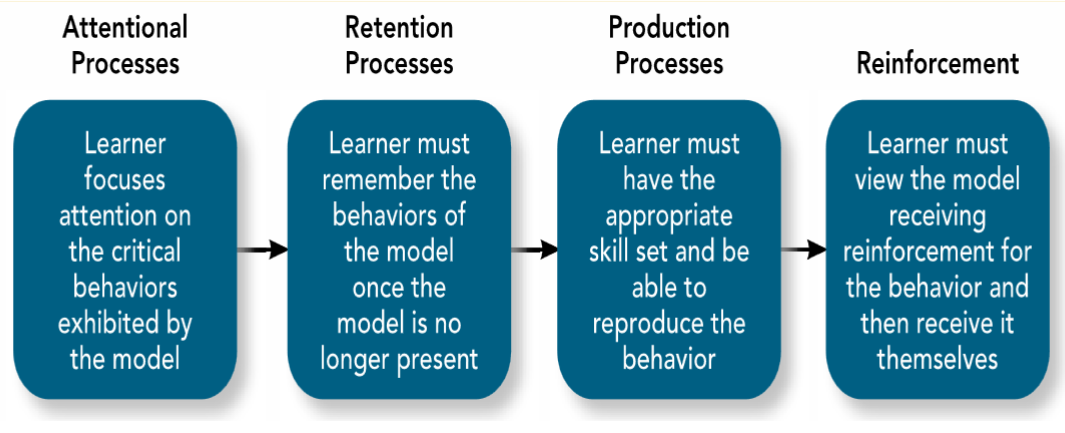 Attentional
Processes
Learner
focuses
attention on
the critical
behaviors
exhibited by
the model
Retention
Processes
Learner must
remember the
behaviors of
the model
once the
model is no
longer present
Production
Processes
Learner must
have the
appropriate
skill set and be
able to
reproduce the
behavior
Reinforcement
Learner must
view the model
receiving
reinforcement for
the behavior and
then receive it
themselves